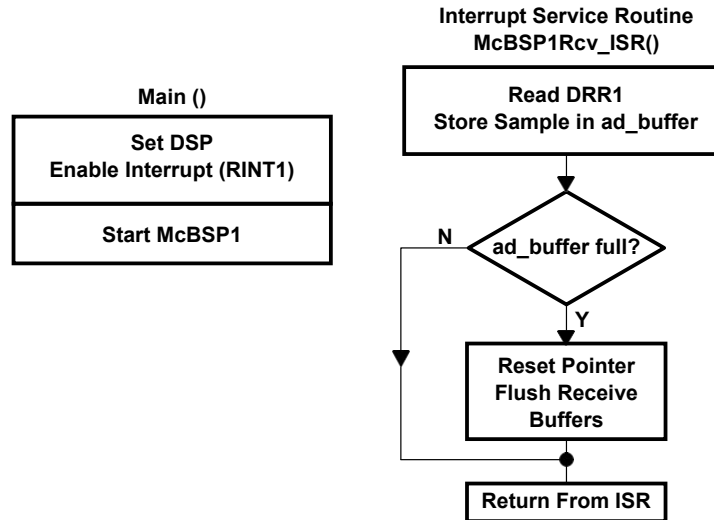 Main ()
Set DSP
Enable Interrupt (RINT1)
Start McBSP1
Interrupt Service Routine
McBSP1Rcv_ISR()
Read DRR1
Store Sample in ad_buffer
ad_buffer full?
N
Y
Reset Pointer
Flush Receive
Buffers
Return From ISR